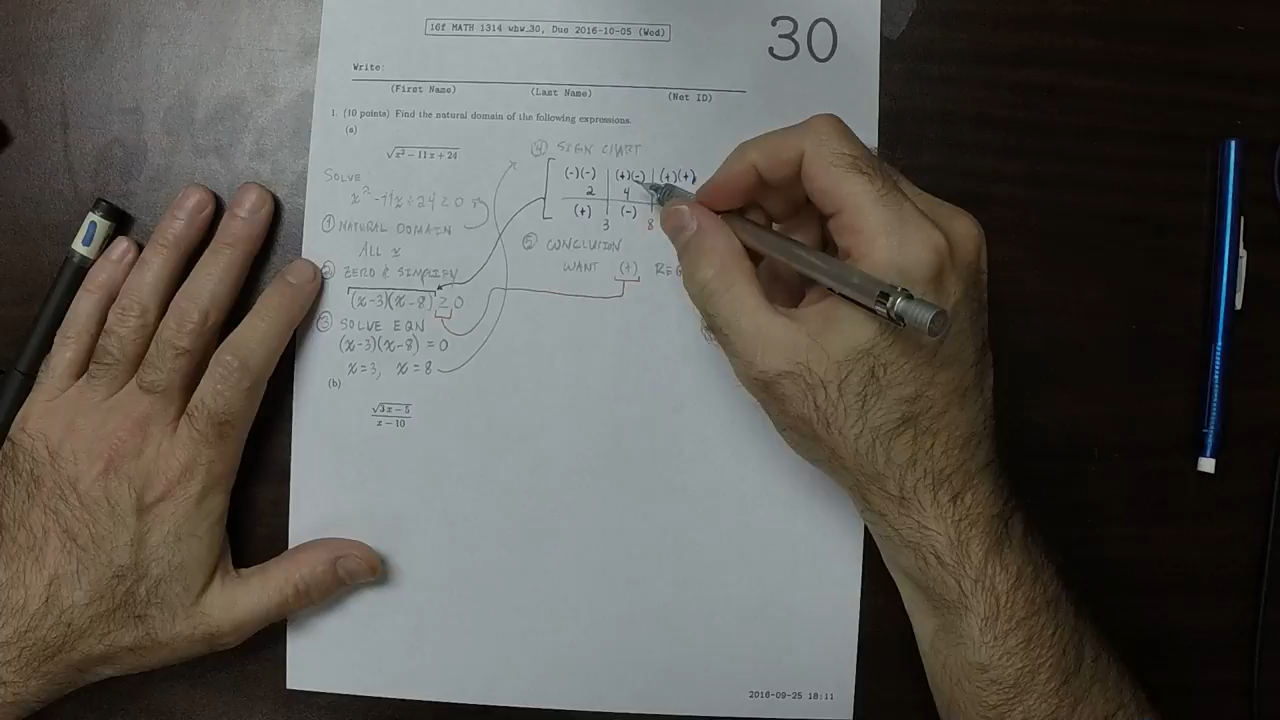 16f MATH 1314 whw_30, Due 2016-10-05 (Wed)
30
Write:
(First Name) (Last Name) (Net ID)
1. (10 points) Find the natural domain of the following expressions.
(a)
√(x² − 11x + 24)
SOLVE
x² - 11x + 24 ≥ 0
① NATURAL DOMAIN
ALL x
② ZERO & SIMPLIFY
(x-3)(x-8) ≥ 0
③ SOLVE EQN
(x-3)(x-8) = 0
x=3, x=8
④ SIGN CHART
(-)(-) | (+)(-) | (+)(+)
2 | 4
(+) | (-)
3 8
⑤ CONCLUSION
WANT (+)
(b)
√(3x − 5)
x − 10
2016-09-25 18:11